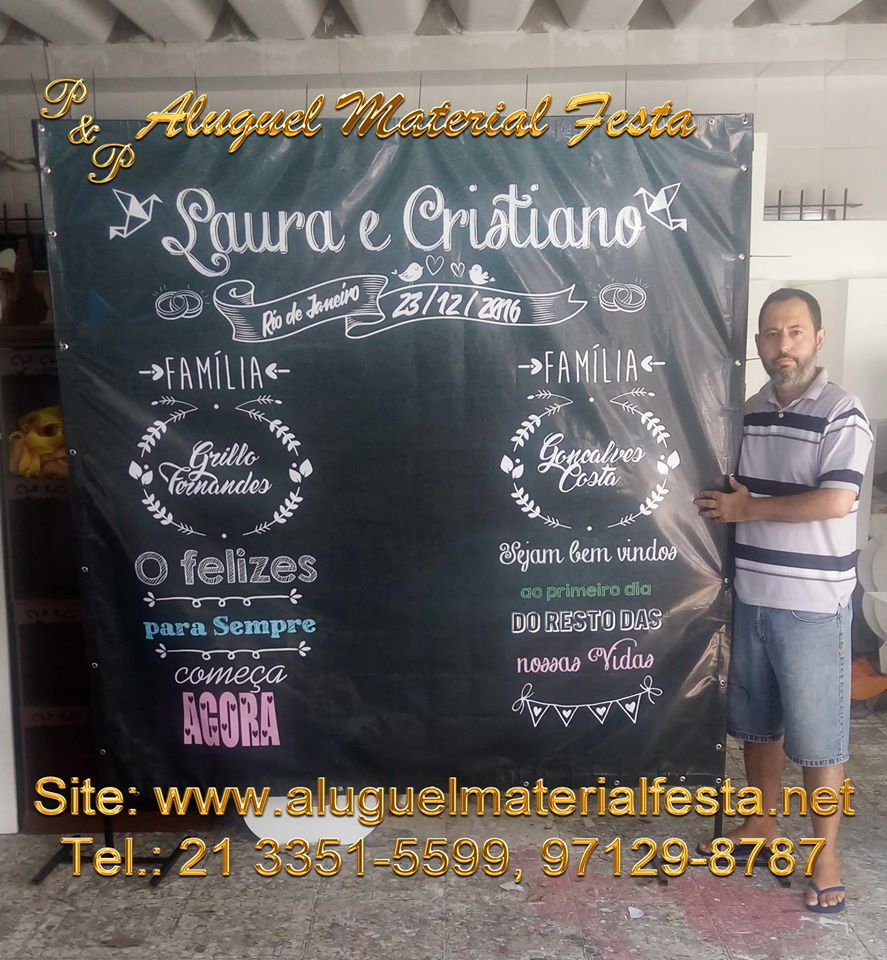 P & P Aluguel Material Festa
Laura e Cristiano
Rio de Janeiro 23/12/2016
FAMÍLIA
Grillo
Fernandes
O felizes
para Sempre
começa
AGORA
FAMÍLIA
Gonçalves
Costa
Sejam bem vindos
ao primeiro dia
DO RESTO DAS
nossas Vidas
Site: www.aluguelmaterialfesta.net
Tel.: 21 3351-5599, 97129-8787